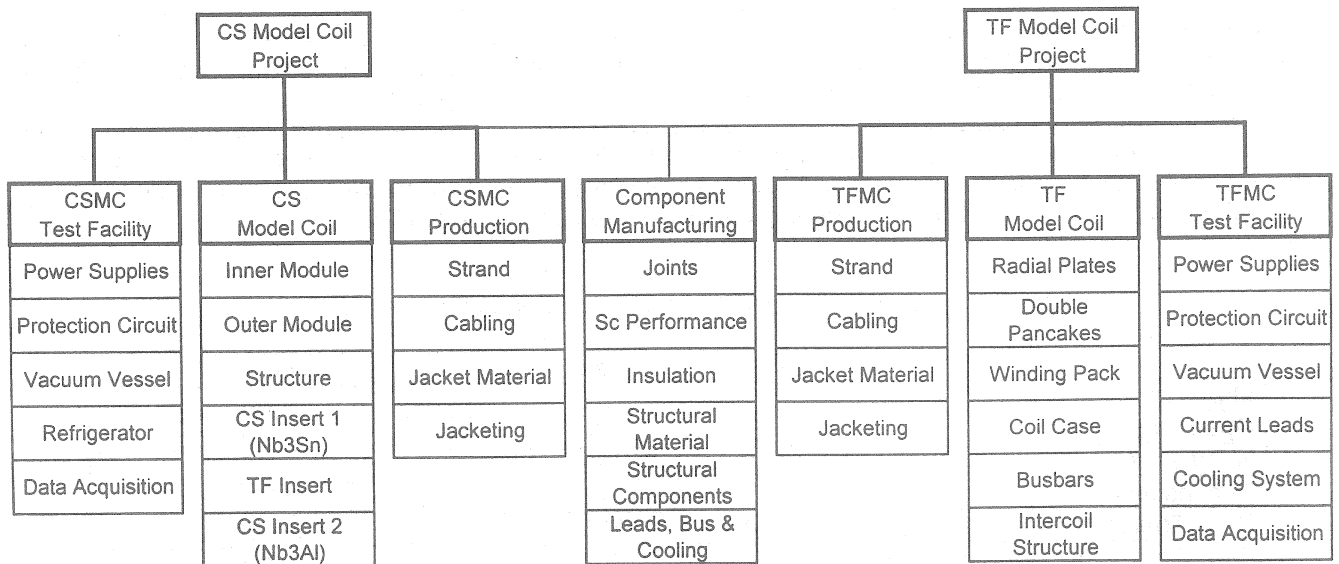 CS Model Coil
Project
TF Model Coil
Project
CSMC
Test Facility
Power Supplies
Protection Circuit
Vacuum Vessel
Refrigerator
Data Acquisition
CS
Model Coil
Inner Module
Outer Module
Structure
CS Insert 1
(Nb3Sn)
TF Insert
CS Insert 2
(Nb3Al)
CSMC
Production
Strand
Cabling
Jacket Material
Jacketing
Component
Manufacturing
Joints
Sc Performance
Insulation
Structural
Material
Structural
Components
Leads, Bus &
Cooling
TFMC
Production
Strand
Cabling
Jacket Material
Jacketing
TF
Model Coil
Radial Plates
Double
Pancakes
Winding Pack
Coil Case
Busbars
Intercoil
Structure
TFMC
Test Facility
Power Supplies
Protection Circuit
Vacuum Vessel
Current Leads
Cooling System
Data Acquisition